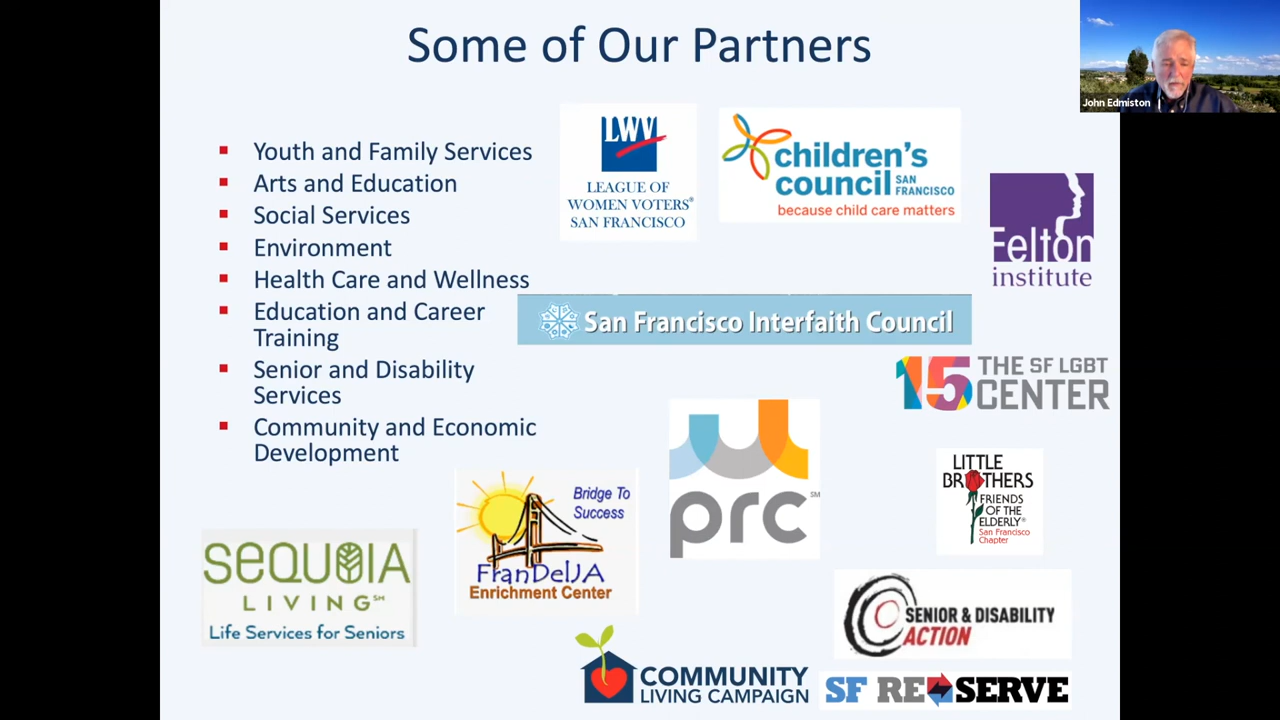 Some of Our Partners
John Edmiston
Youth and Family Services
Arts and Education
Social Services
Environment
Health Care and Wellness
Education and Career
Training
Senior and Disability
Services
Community and Economic
Development
LWV
LEAGUE OF
WOMEN VOTERS®
SAN FRANCISCO
children's
council SAN
FRANCISCO
because child care matters
Felton
institute
San Francisco Interfaith Council
15 THE SF LGBT
CENTER
prc SM
LITTLE
BROTHERS
FRIENDS
OF THE
ELDERLY®
San Francisco
Chapter
Bridge To
Success
FranDelJA
Enrichment Center
SEQUOIA
LIVING SM
Life Services for Seniors
SENIOR & DISABILITY
ACTION
COMMUNITY
LIVING CAMPAIGN
SF RE SERVE